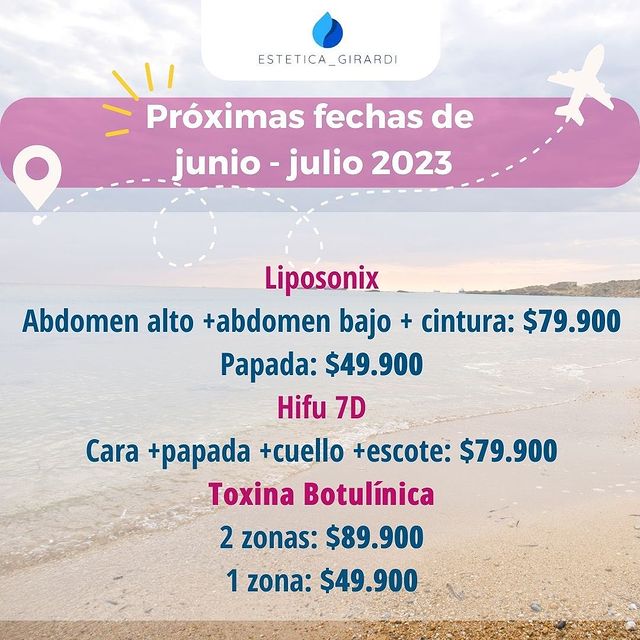 ESTETICA_GIRARDI
Próximas fechas de
junio - julio 2023
Liposonix
Abdomen alto +abdomen bajo + cintura: $79.900
Papada: $49.900
Hifu 7D
Cara +papada +cuello +escote: $79.900
Toxina Botulínica
2 zonas: $89.900
1 zona: $49.900